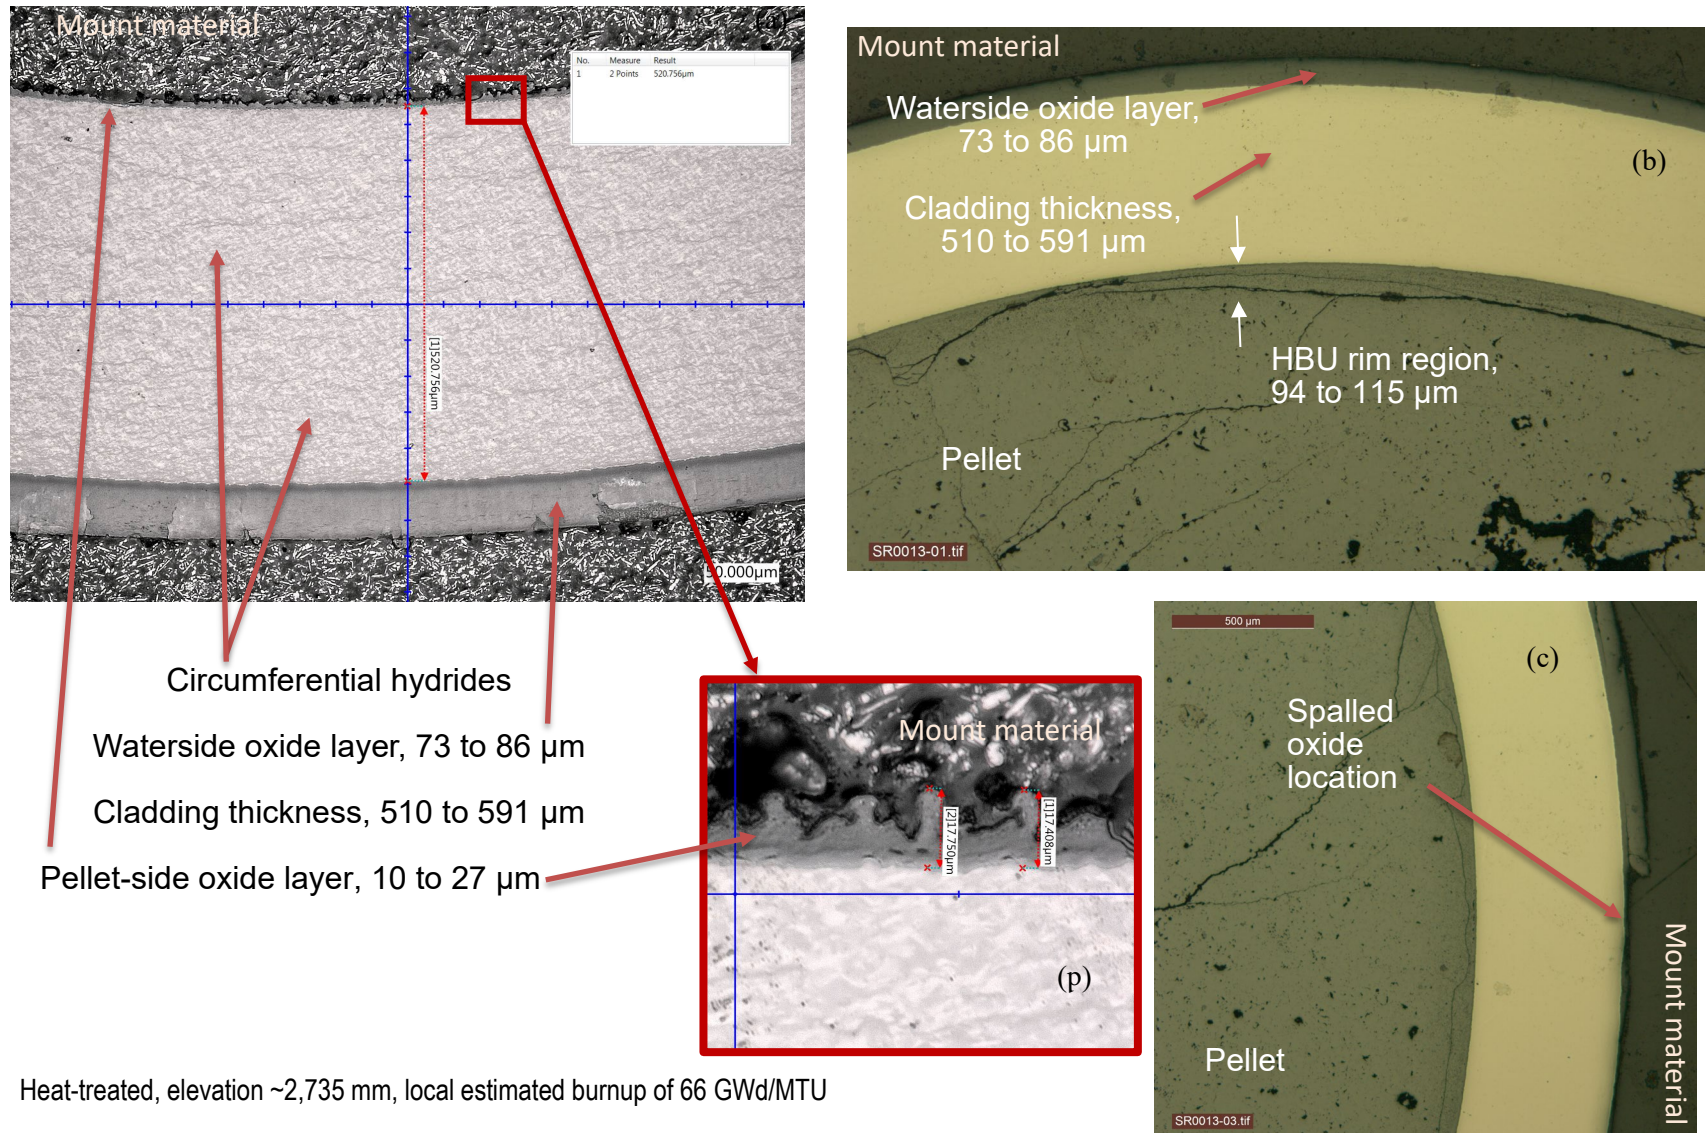 Mount material
(a)
No. Measure Result
1 2 Points 520.756µm
[1]520.756µm
50.000µm
Mount material
Waterside oxide layer,
73 to 86 µm
(b)
Cladding thickness,
510 to 591 µm
HBU rim region,
94 to 115 µm
Pellet
SR0013-01.tif
Circumferential hydrides
Waterside oxide layer, 73 to 86 µm
Cladding thickness, 510 to 591 µm
Pellet-side oxide layer, 10 to 27 µm
Mount material
[2]17.750µm
[1]17.408µm
(p)
500 µm
(c)
Spalled
oxide
location
Mount material
Pellet
SR0013-03.tif
Heat-treated, elevation ~2,735 mm, local estimated burnup of 66 GWd/MTU